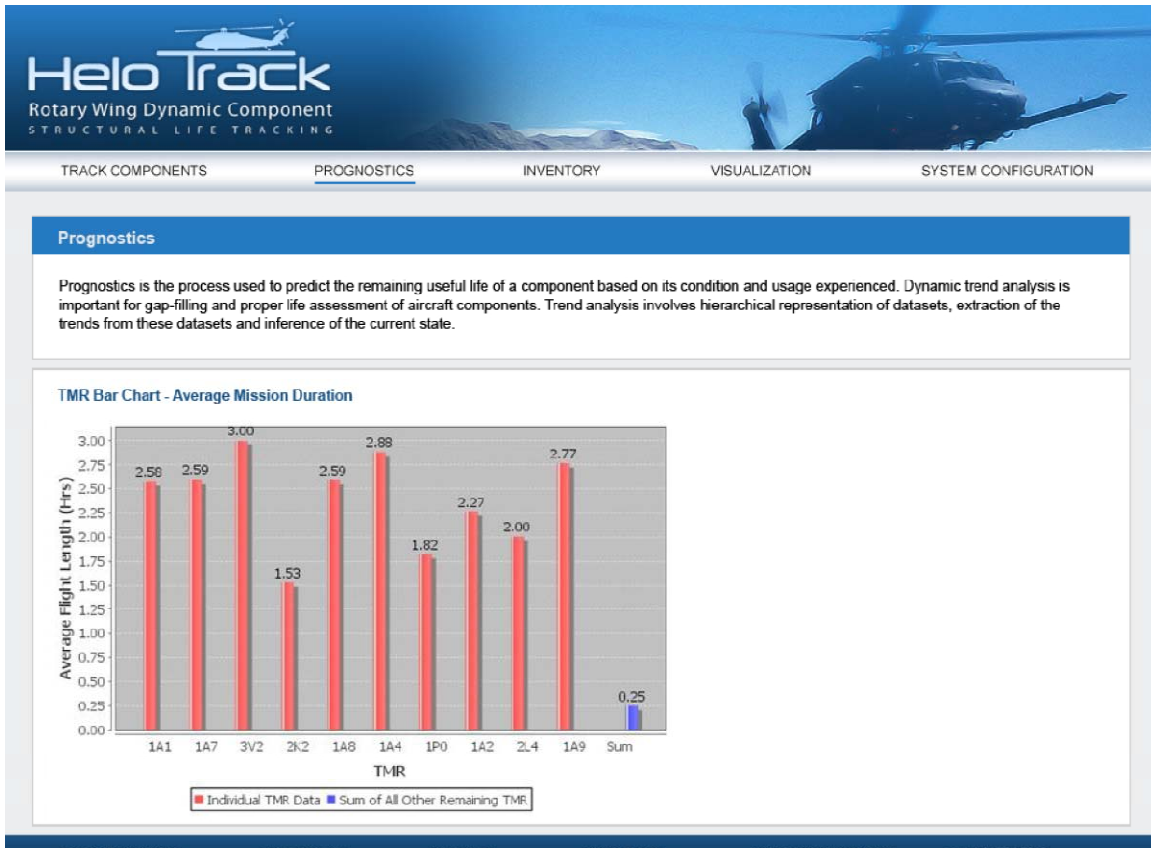 Helo Track
Rotary Wing Dynamic Component
STRUCTURAL LIFE TRACKING
TRACK COMPONENTS PROGNOSTICS INVENTORY VISUALIZATION SYSTEM CONFIGURATION
Prognostics
Prognostics is the process used to predict the remaining useful life of a component based on its condition and usage experienced. Dynamic trend analysis is
important for gap-filling and proper life assessment of aircraft components. Trend analysis involves hierarchical representation of datasets, extraction of the
trends from these datasets and inference of the current state.
TMR Bar Chart - Average Mission Duration
Average Flight Length (Hrs)
3.00
2.75
2.50
2.25
2.00
1.75
1.50
1.25
1.00
0.75
0.50
0.25
0.00
2.58 2.59 3.00 1.53 2.59 2.88 1.82 2.27 2.00 2.77 0.25
1A1 1A7 3V2 2K2 1A8 1A4 1P0 1A2 2L4 1A9 Sum
TMR
Individual TMR Data Sum of All Other Remaining TMR